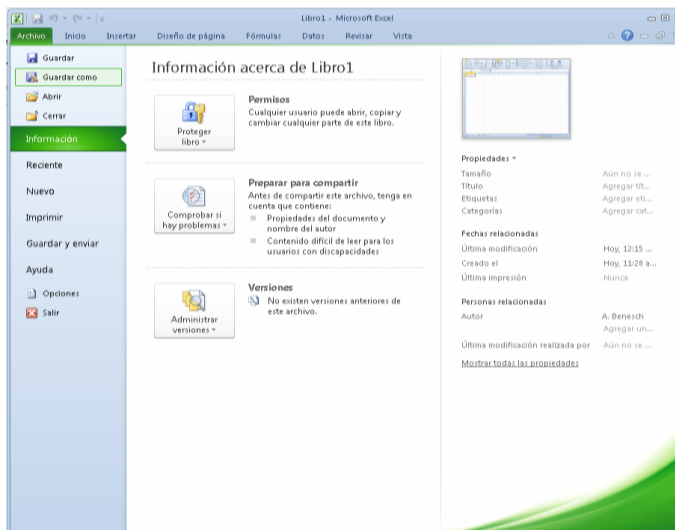 Libro1 - Microsoft Excel
Archivo Inicio Insertar Diseño de página Fórmulas Datos Revisar Vista
Guardar
Guardar como
Abrir
Cerrar
Información
Reciente
Nuevo
Imprimir
Guardar y enviar
Ayuda
Opciones
Salir
Información acerca de Libro1
Proteger
libro
Permisos
Cualquier usuario puede abrir, copiar y
cambiar cualquier parte de este libro.
Comprobar si
hay problemas
Preparar para compartir
Antes de compartir este archivo, tenga en
cuenta que contiene:
Propiedades del documento y
nombre del autor
Contenido difícil de leer para los
usuarios con discapacidades
Administrar
versiones
Versiones
No existen versiones anteriores de
este archivo.
Propiedades
Tamaño Aún no se ...
Título Agregar tít...
Etiquetas Agregar eti...
Categorías Agregar cat...
Fechas relacionadas
Última modificación Hoy, 12:15 ...
Creado el Hoy, 11:28 a...
Última impresión Nunca
Personas relacionadas
Autor A. Benesch
Agregar un...
Última modificación realizada por Aún no se ...
Mostrar todas las propiedades